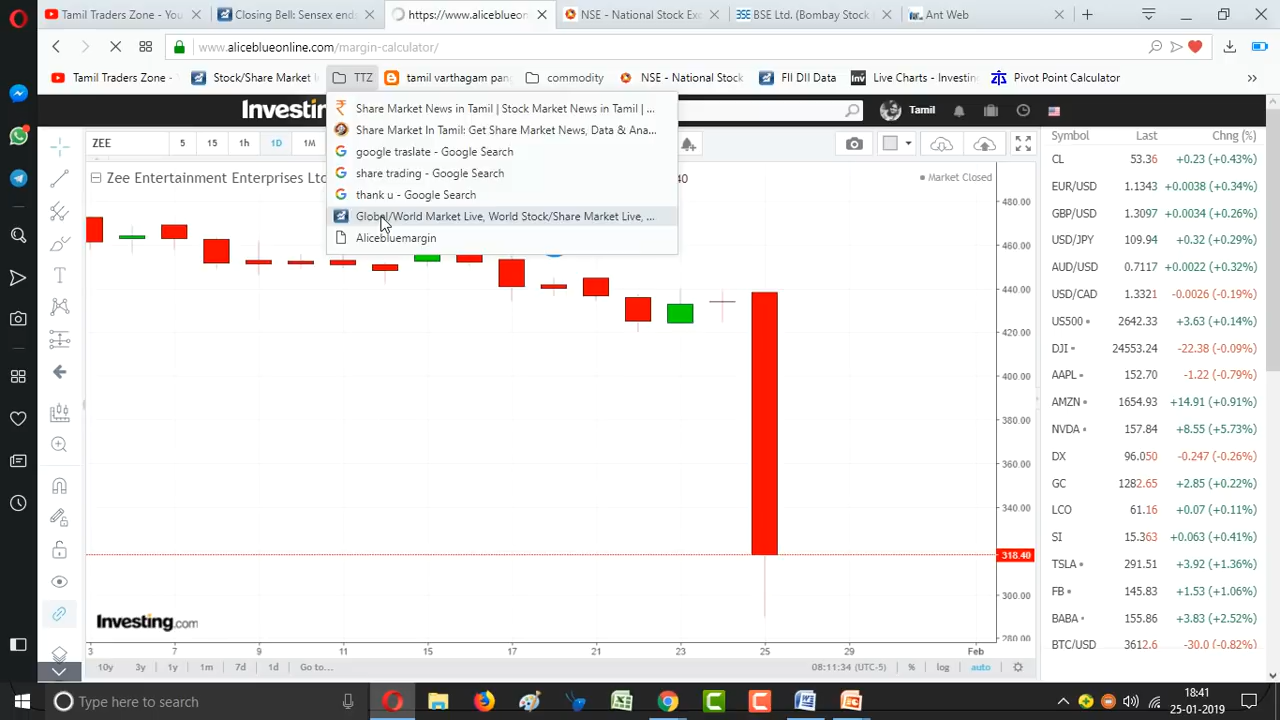 Tamil Traders Zone - You
Closing Bell: Sensex ends
https://www.aliceblueon
NSE - National Stock Exc
BSE Ltd. (Bombay Stock
Ant Web
www.aliceblueonline.com/margin-calculator/
Tamil Traders Zone -
Stock/Share Market
TTZ
tamil varthagam pan
commodity
NSE - National Stock
FII DII Data
Live Charts - Investin
Pivot Point Calculator
Investing
Tamil
Share Market News in Tamil | Stock Market News in Tamil | ...
Share Market In Tamil: Get Share Market News, Data & Ana...
google traslate - Google Search
share trading - Google Search
thank u - Google Search
Global/World Market Live, World Stock/Share Market Live, ...
Alicebluemargin
ZEE 5 15 1h 1D 1M
Zee Entertainment Enterprises Ltd
40
Market Closed
460.00
440.00
420.00
400.00
380.00
360.00
340.00
318.40
300.00
280.00
Investing.com
3 7 9 11 15 17 21 23 25 29 Feb
10y 3y 1y 1m 7d 1d Go to...
08:11:34 (UTC-5) % log auto
Symbol Last Chng (%)
CL 53.36 +0.23 (+0.43%)
EUR/USD 1.1343 +0.0038 (+0.34%)
GBP/USD 1.3097 +0.0034 (+0.26%)
USD/JPY 109.94 +0.32 (+0.29%)
AUD/USD 0.7117 +0.0022 (+0.32%)
USD/CAD 1.3321 -0.0026 (-0.19%)
US500 2642.33 +3.63 (+0.14%)
DJI 24553.24 -22.38 (-0.09%)
AAPL 152.70 -1.22 (-0.79%)
AMZN 1654.93 +14.91 (+0.91%)
NVDA 157.84 +8.55 (+5.73%)
DX 96.050 -0.247 (-0.26%)
GC 1282.65 +2.85 (+0.22%)
LCO 61.16 +0.07 (+0.11%)
SI 15.363 +0.063 (+0.41%)
TSLA 291.51 +3.92 (+1.36%)
FB 145.83 +1.53 (+1.06%)
BABA 155.86 +3.83 (+2.52%)
BTC/USD 3612.6 -30.0 (-0.82%)
Type here to search
18:41
25-01-2019